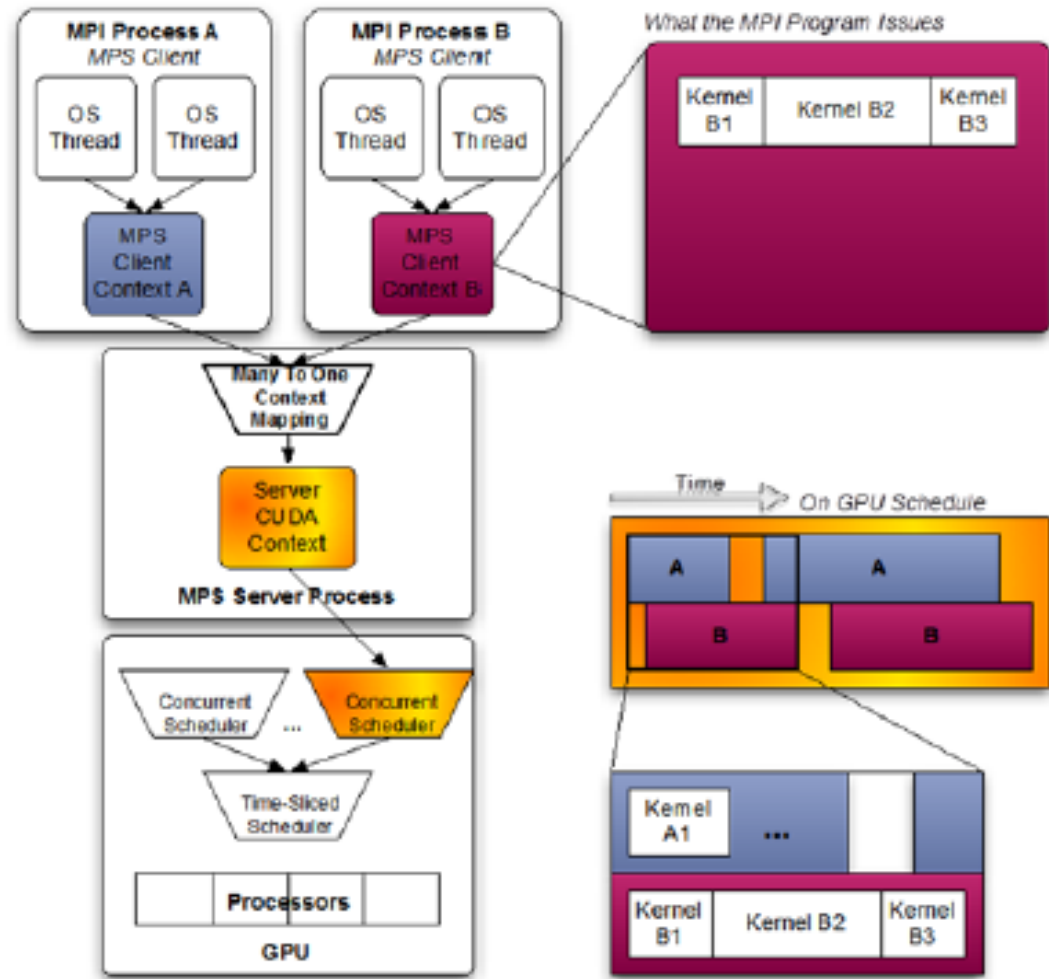 MPI Process A
MPS Client
OS
Thread
OS
Thread
MPS
Client
Context A
MPI Process B
MPS Client
OS
Thread
OS
Thread
MPS
Client
Context B
What the MPI Program Issues
Kernel
B1
Kernel B2
Kernel
B3
Many To One
Context
Mapping
Server
CUDA
Context
MPS Server Process
Concurrent
Scheduler
...
Concurrent
Scheduler
Time-Sliced
Scheduler
Processors
GPU
Time
On GPU Schedule
A
A
B
B
Kernel
A1
...
Kernel
B1
Kernel B2
Kernel
B3